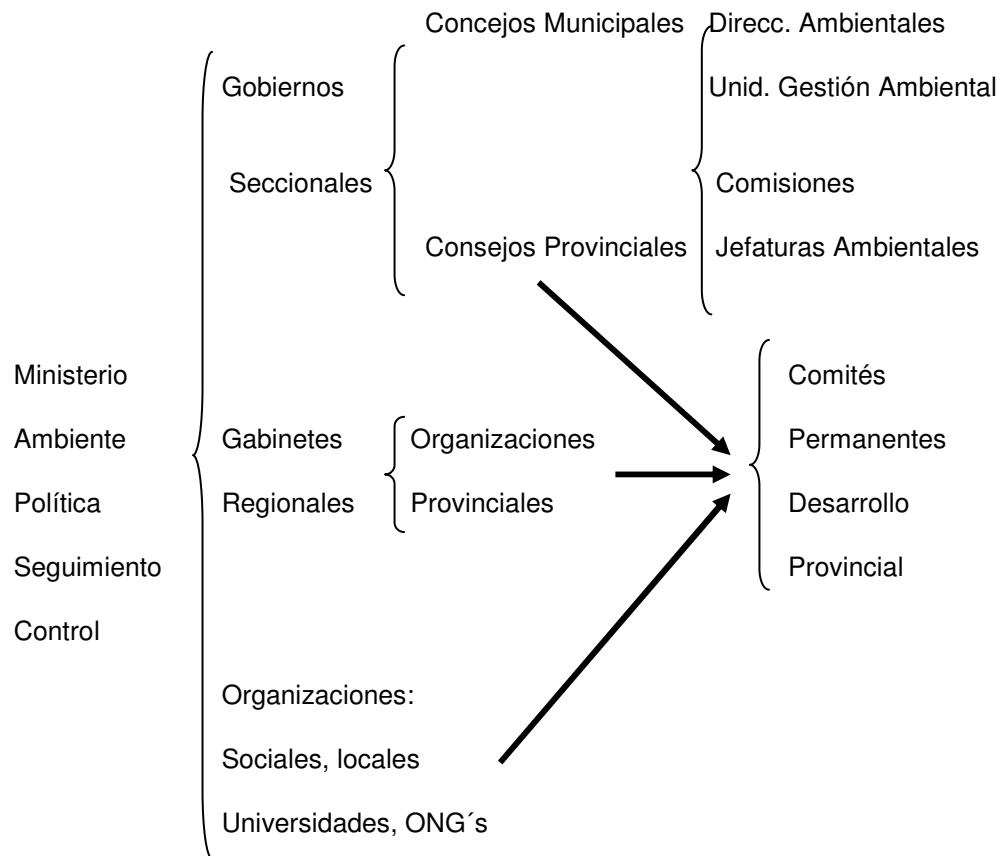 Concejos Municipales
Direcc. Ambientales
Gobiernos
Unid. Gestión Ambiental
Seccionales
Comisiones
Consejos Provinciales
Jefaturas Ambientales
Ministerio
Ambiente
Política
Seguimiento
Control
Gabinetes
Regionales
Organizaciones
Provinciales
Comités
Permanentes
Desarrollo
Provincial
Organizaciones:
Sociales, locales
Universidades, ONG´s